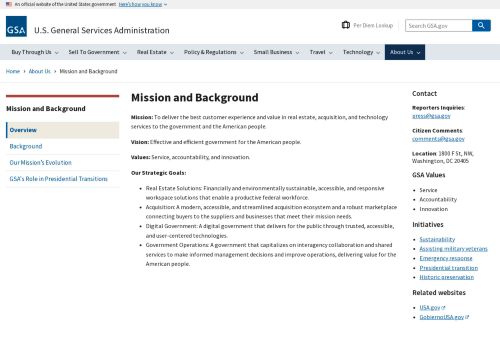 An official website of the United States government Here's how you know
GSA
U.S. General Services Administration
Per Diem Lookup
Search GSA.gov
Buy Through Us
Sell To Government
Real Estate
Policy & Regulations
Small Business
Travel
Technology
About Us
Home > About Us > Mission and Background
Mission and Background
Overview
Background
Our Mission's Evolution
GSA's Role in Presidential Transitions
Mission and Background
Mission: To deliver the best customer experience and value in real estate, acquisition, and technology
services to the government and the American people.
Vision: Effective and efficient government for the American people.
Values: Service, accountability, and innovation.
Our Strategic Goals:
• Real Estate Solutions: Financially and environmentally sustainable, accessible, and responsive
workspace solutions that enable a productive federal workforce.
• Acquisition: A modern, accessible, and streamlined acquisition ecosystem and a robust marketplace
connecting buyers to the suppliers and businesses that meet their mission needs.
• Digital Government: A digital government that delivers for the public through trusted, accessible,
and user-centered technologies.
• Government Operations: A government that capitalizes on interagency collaboration and shared
services to make informed management decisions and improve operations, delivering value for the
American people.
Contact
Reporters Inquiries:
press@gsa.gov
Citizen Comments:
comments@gsa.gov
Location: 1800 F St, NW,
Washington, DC 20405
GSA Values
• Service
• Accountability
• Innovation
Initiatives
• Sustainability
• Assisting military veterans
• Emergency response
• Presidential transition
• Historic preservation
Related websites
• USA.gov
• GobiernoUSA.gov